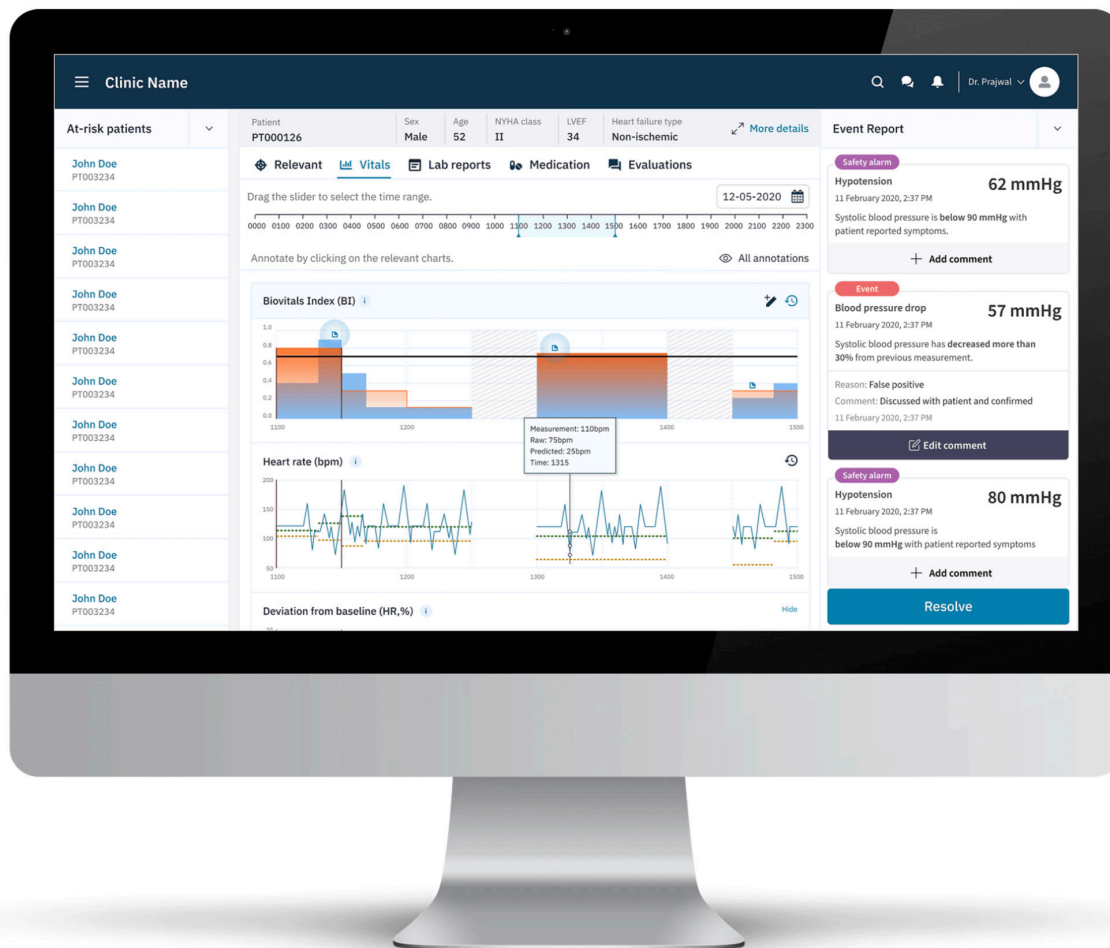 Clinic Name
Dr. Prajwal
At-risk patients
John Doe
PT003234
John Doe
PT003234
John Doe
PT003234
John Doe
PT003234
John Doe
PT003234
John Doe
PT003234
John Doe
PT003234
John Doe
PT003234
John Doe
PT003234
John Doe
PT003234
John Doe
PT003234
Patient Sex Age NYHA class LVEF Heart failure type
PT000126 Male 52 II 34 Non-ischemic
More details
Relevant Vitals Lab reports Medication Evaluations
Drag the slider to select the time range.
12-05-2020
0000 0100 0200 0300 0400 0500 0600 0700 0800 0900 1000 1100 1200 1300 1400 1500 1600 1700 1800 1900 2000 2100 2200 2300
Annotate by clicking on the relevant charts.
All annotations
Biovitals Index (BI) i
1.0
0.8
0.6
0.4
0.2
0.0
1100 1200 1400 1500
Measurement: 110bpm
Raw: 75bpm
Predicted: 25bpm
Time: 1315
Heart rate (bpm) i
200
150
100
50
1100 1200 1300 1400 1500
Deviation from baseline (HR,%) i
Hide
Event Report
Safety alarm
Hypotension
62 mmHg
11 February 2020, 2:37 PM
Systolic blood pressure is below 90 mmHg with
patient reported symptoms.
+ Add comment
Event
Blood pressure drop
57 mmHg
11 February 2020, 2:37 PM
Systolic blood pressure has decreased more than
30% from previous measurement.
Reason: False positive
Comment: Discussed with patient and confirmed
11 February 2020, 2:37 PM
Edit comment
Safety alarm
Hypotension
80 mmHg
11 February 2020, 2:37 PM
Systolic blood pressure is
below 90 mmHg with patient reported symptoms
+ Add comment
Resolve